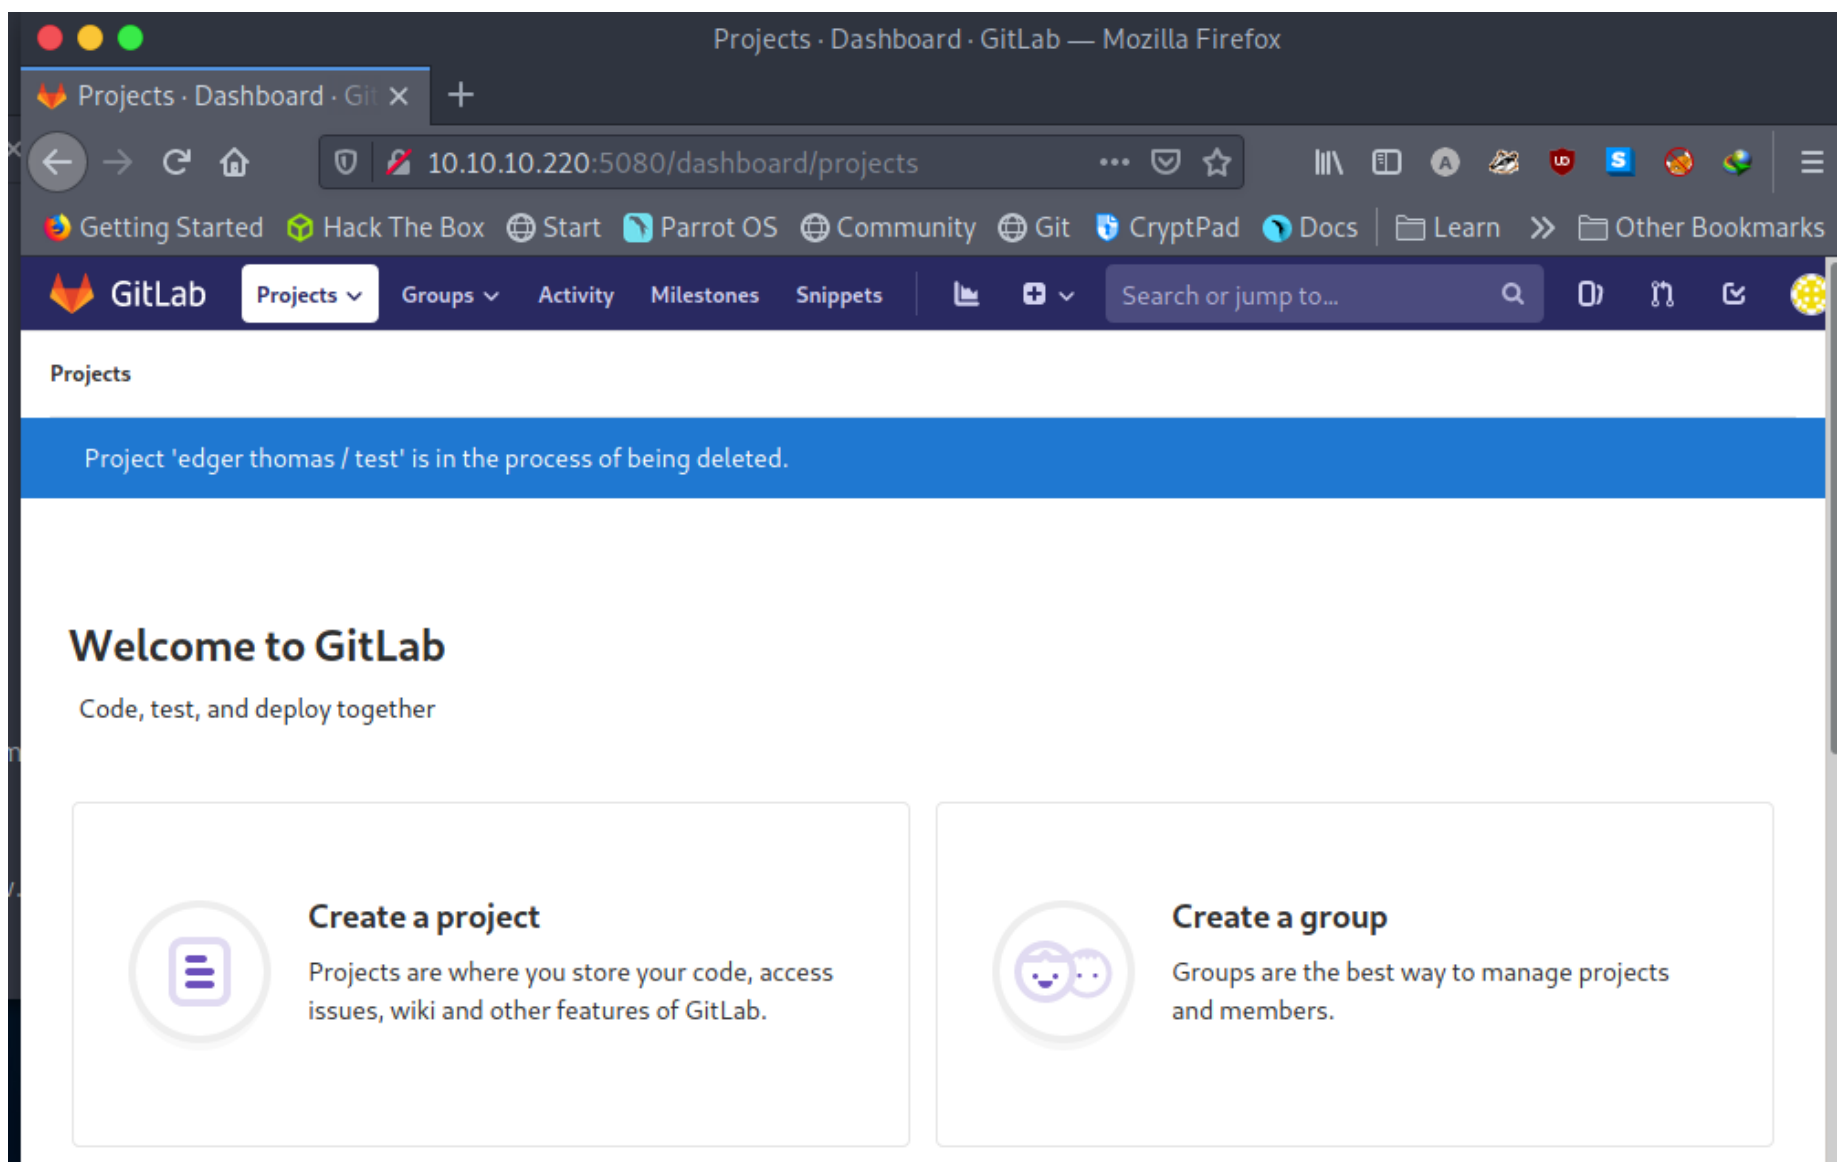 Projects · Dashboard · GitLab — Mozilla Firefox
Projects · Dashboard · Git
10.10.10.220:5080/dashboard/projects
Getting Started Hack The Box Start Parrot OS Community Git CryptPad Docs Learn Other Bookmarks
GitLab Projects Groups Activity Milestones Snippets Search or jump to...
Projects
Project 'edger thomas / test' is in the process of being deleted.
Welcome to GitLab
Code, test, and deploy together
Create a project
Projects are where you store your code, access
issues, wiki and other features of GitLab.
Create a group
Groups are the best way to manage projects
and members.